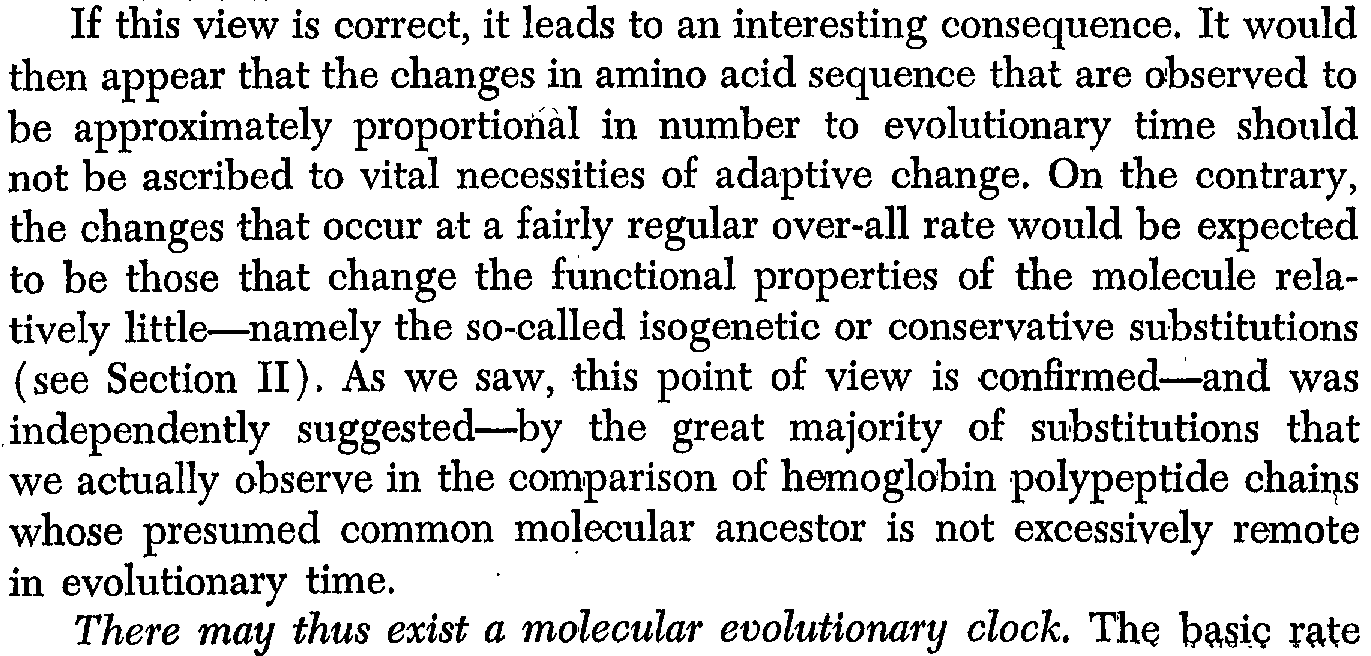 If this view is correct, it leads to an interesting consequence. It would
then appear that the changes in amino acid sequence that are observed to
be approximately proportional in number to evolutionary time should
not be ascribed to vital necessities of adaptive change. On the contrary,
the changes that occur at a fairly regular over-all rate would be expected
to be those that change the functional properties of the molecule rela-
tively little—namely the so-called isogenetic or conservative substitutions
(see Section II). As we saw, this point of view is confirmed—and was
independently suggested—by the great majority of substitutions that
we actually observe in the comparison of hemoglobin polypeptide chains
whose presumed common molecular ancestor is not excessively remote
in evolutionary time.
There may thus exist a molecular evolutionary clock. The basic rate